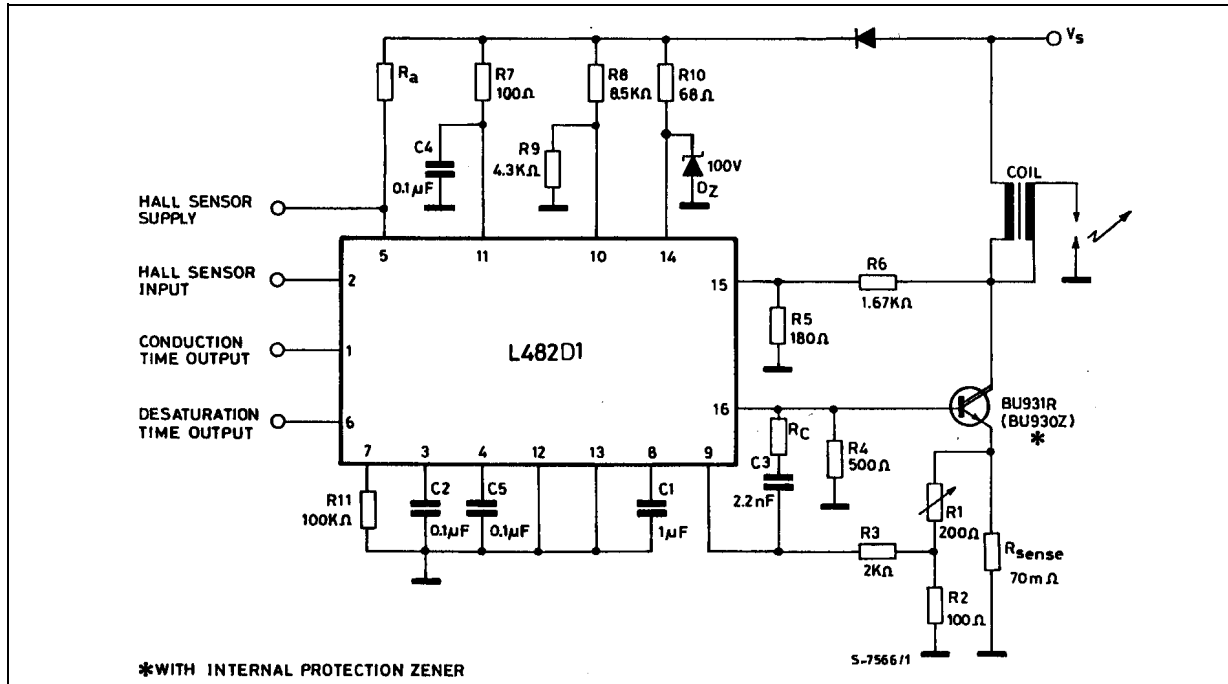 Vs
Ra
R7
100Ω
R8
8.5KΩ
R10
68Ω
C4
0.1µF
R9
4.3KΩ
100V
DZ
COIL
HALL SENSOR
SUPPLY
5
11
10
14
HALL SENSOR
INPUT
2
15
R6
1.67KΩ
R5
180Ω
CONDUCTION
TIME OUTPUT
1
L482D1
DESATURATION
TIME OUTPUT
6
16
BU931R
(BU930Z)
*
RC
R4
500Ω
C3
2.2nF
7
3
4
12
13
8
9
R11
100KΩ
C2
0.1µF
C5
0.1µF
C1
1µF
R1
200Ω
R3
2KΩ
Rsense
70mΩ
R2
100Ω
S-7566/1
*WITH INTERNAL PROTECTION ZENER